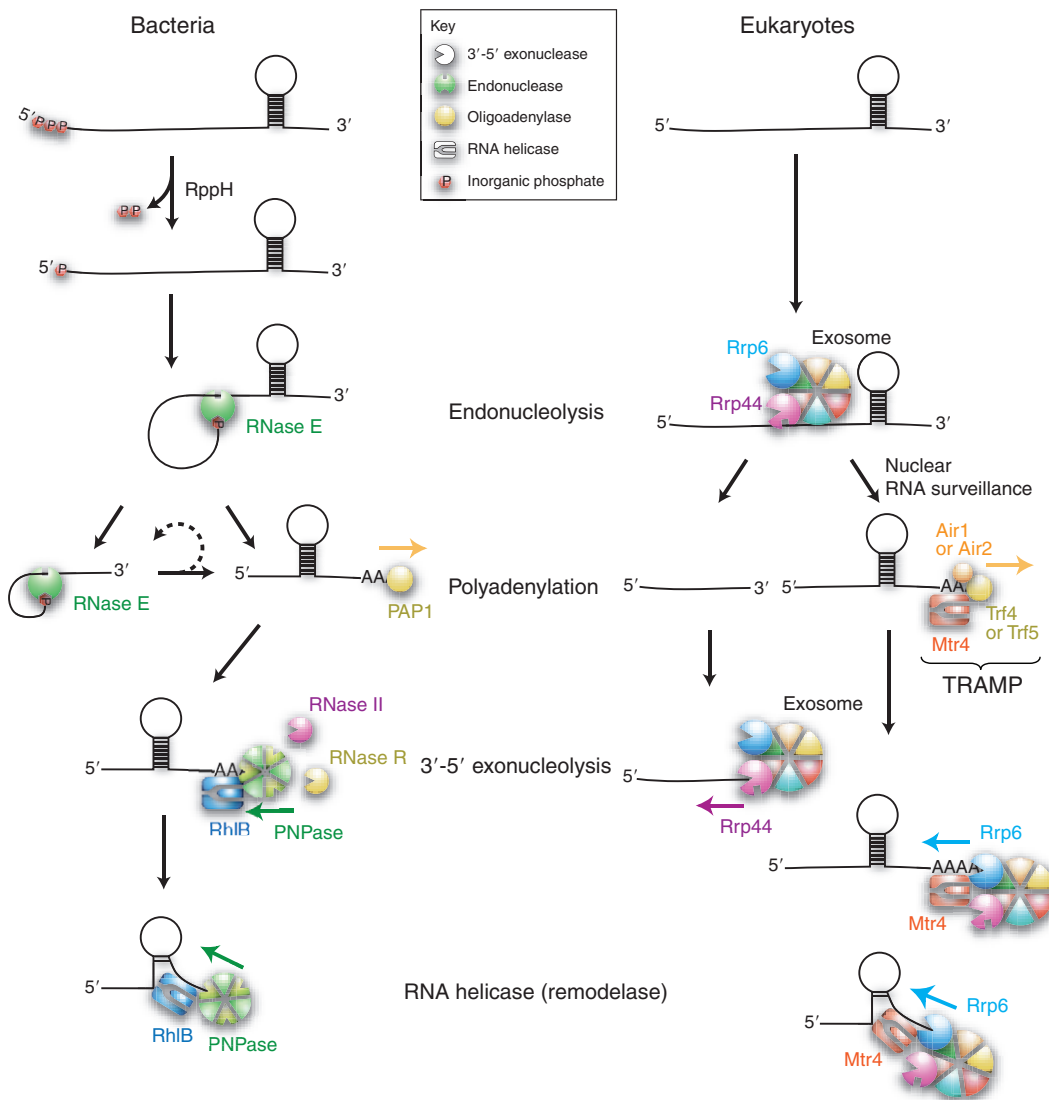 Bacteria
Eukaryotes
Key
3′-5′ exonuclease
Endonuclease
Oligoadenylase
RNA helicase
P Inorganic phosphate
5′ P P P 3′
5′ 3′
RppH
P P
5′ P 3′
Exosome
Rrp6
3′
Rrp44
RNase E
P
Endonucleolysis
5′ 3′
Nuclear
RNA surveillance
Air1
or Air2
3′
5′ AAA
RNase E
P
PAP1
Polyadenylation
5′ 3′ 5′ AA
Trf4
or Trf5
Mtr4
TRAMP
RNase II
Exosome
RNase R
5′ AA
3′-5′ exonucleolysis
5′
RhlB
PNPase
Rrp44
Rrp6
5′ AAAA
Mtr4
5′
RNA helicase (remodelase)
Rrp6
5′
RhlB
PNPase
Mtr4